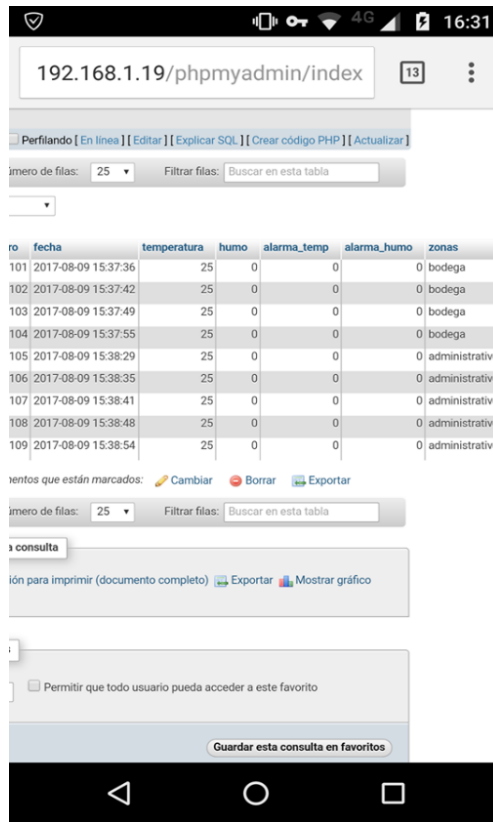 4G 16:31
192.168.1.19/phpmyadmin/index 13
Perfilando [ En línea ] [ Editar ] [ Explicar SQL ] [ Crear código PHP ] [ Actualizar ]
úmero de filas: 25 Filtrar filas: Buscar en esta tabla
ro fecha temperatura humo alarma_temp alarma_humo zonas
101 2017-08-09 15:37:36 25 0 0 0 bodega
102 2017-08-09 15:37:42 25 0 0 0 bodega
103 2017-08-09 15:37:49 25 0 0 0 bodega
104 2017-08-09 15:37:55 25 0 0 0 bodega
105 2017-08-09 15:38:29 25 0 0 0 administrativ
106 2017-08-09 15:38:35 25 0 0 0 administrativ
107 2017-08-09 15:38:41 25 0 0 0 administrativ
108 2017-08-09 15:38:48 25 0 0 0 administrativ
109 2017-08-09 15:38:54 25 0 0 0 administrativ
mentos que están marcados: Cambiar Borrar Exportar
úmero de filas: 25 Filtrar filas: Buscar en esta tabla
a consulta
ión para imprimir (documento completo) Exportar Mostrar gráfico
s
Permitir que todo usuario pueda acceder a este favorito
Guardar esta consulta en favoritos